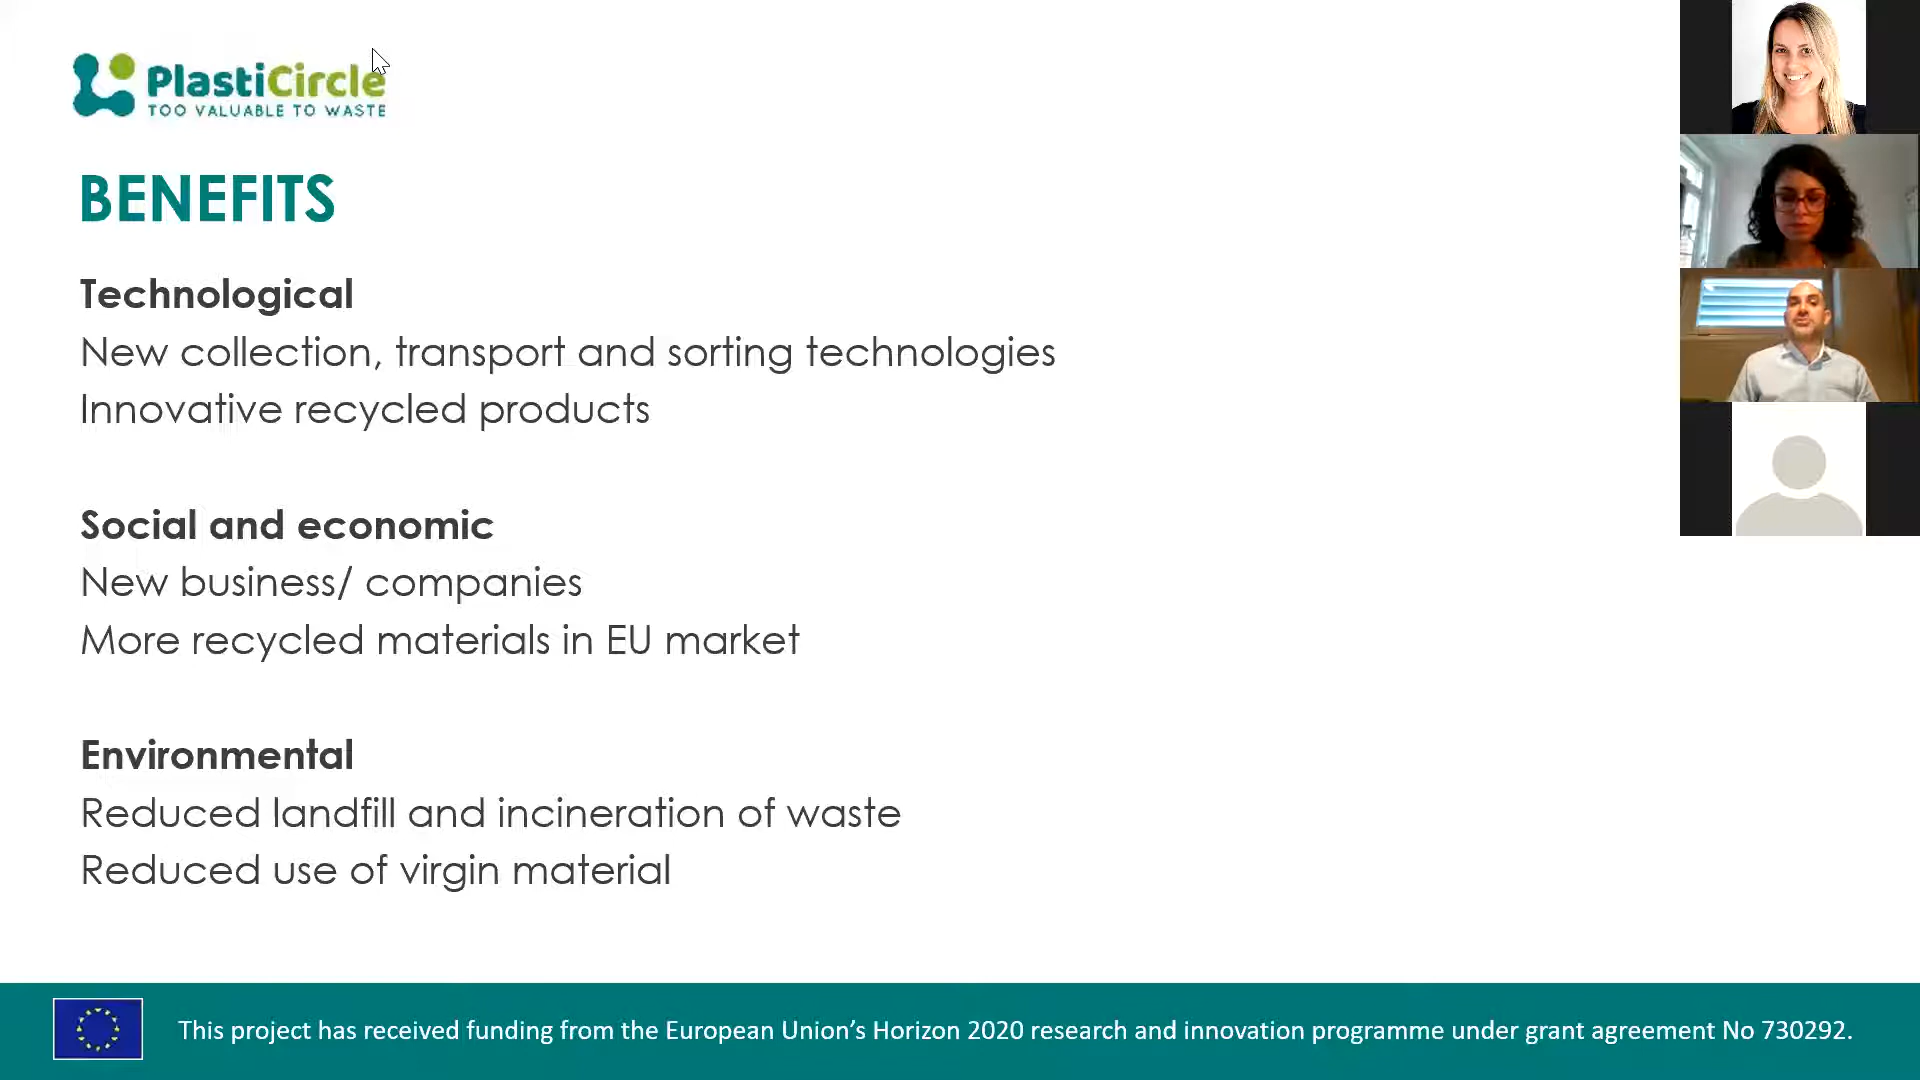 PlastiCircle
TOO VALUABLE TO WASTE
BENEFITS
Technological
New collection, transport and sorting technologies
Innovative recycled products
Social and economic
New business/ companies
More recycled materials in EU market
Environmental
Reduced landfill and incineration of waste
Reduced use of virgin material
This project has received funding from the European Union’s Horizon 2020 research and innovation programme under grant agreement No 730292.